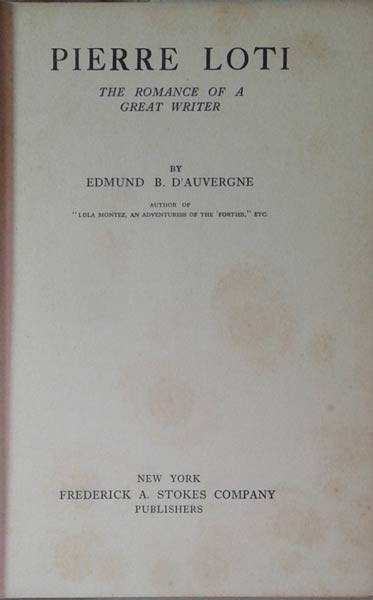 PIERRE LOTI
THE ROMANCE OF A
GREAT WRITER
BY
EDMUND B. D'AUVERGNE
AUTHOR OF
"LOLA MONTEZ, AN ADVENTURESS OF THE 'FORTIES," ETC.
NEW YORK
FREDERICK A. STOKES COMPANY
PUBLISHERS